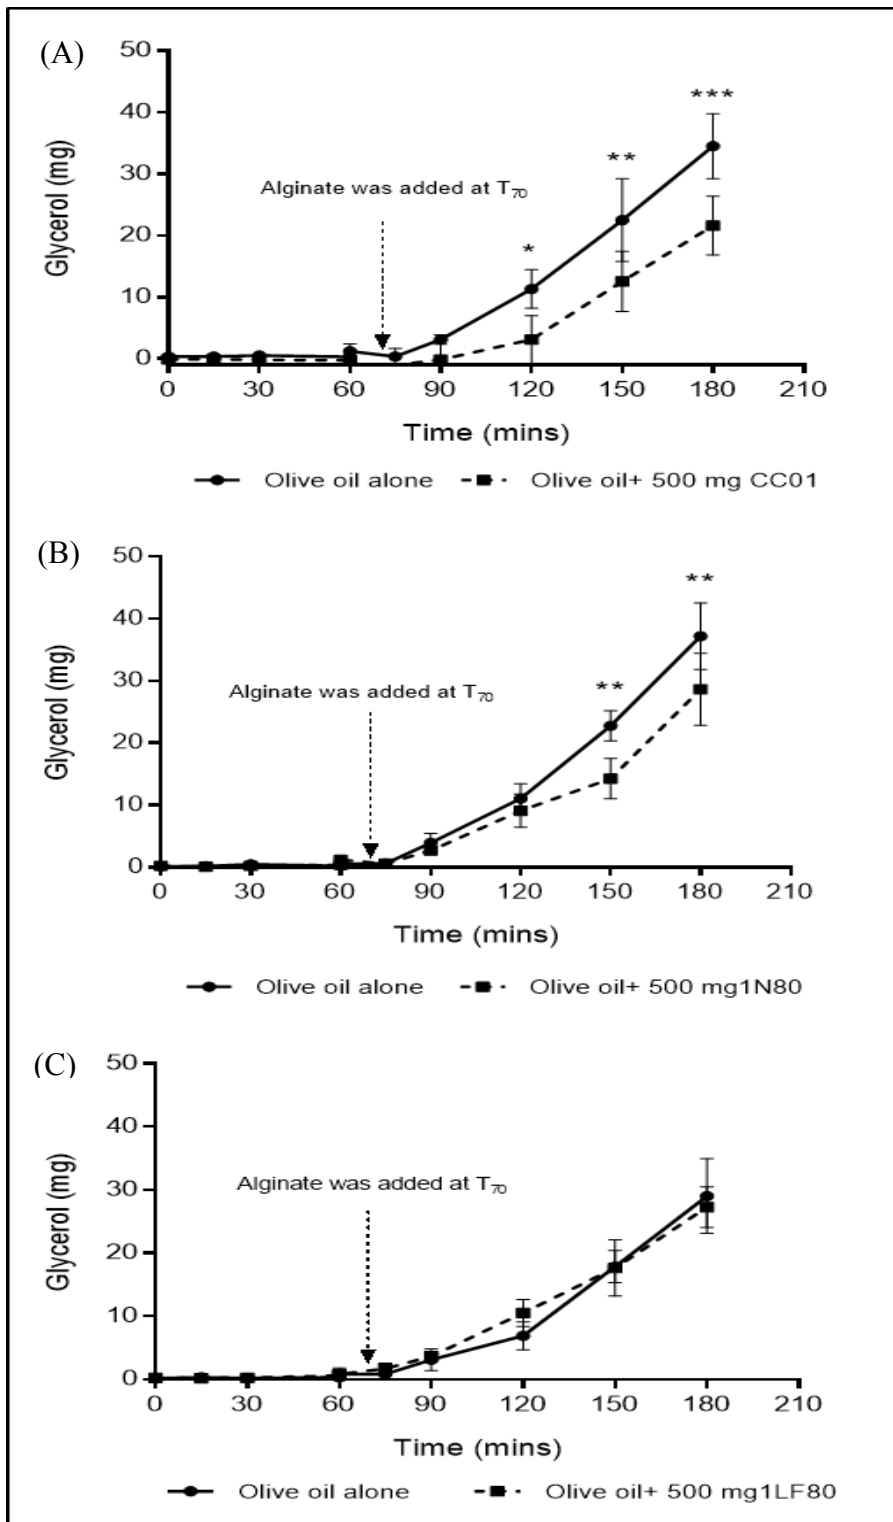 (A)
50
40
30
20
10
0
Glycerol (mg)
Alginate was added at T70
*
**
***
0 30 60 90 120 150 180 210
Time (mins)
Olive oil alone Olive oil+ 500 mg CC01
(B)
50
40
30
20
10
0
Glycerol (mg)
Alginate was added at T70
**
**
0 30 60 90 120 150 180 210
Time (mins)
Olive oil alone Olive oil+ 500 mg1N80
(C)
50
40
30
20
10
0
Glycerol (mg)
Alginate was added at T70
0 30 60 90 120 150 180 210
Time (mins)
Olive oil alone Olive oil+ 500 mg1LF80